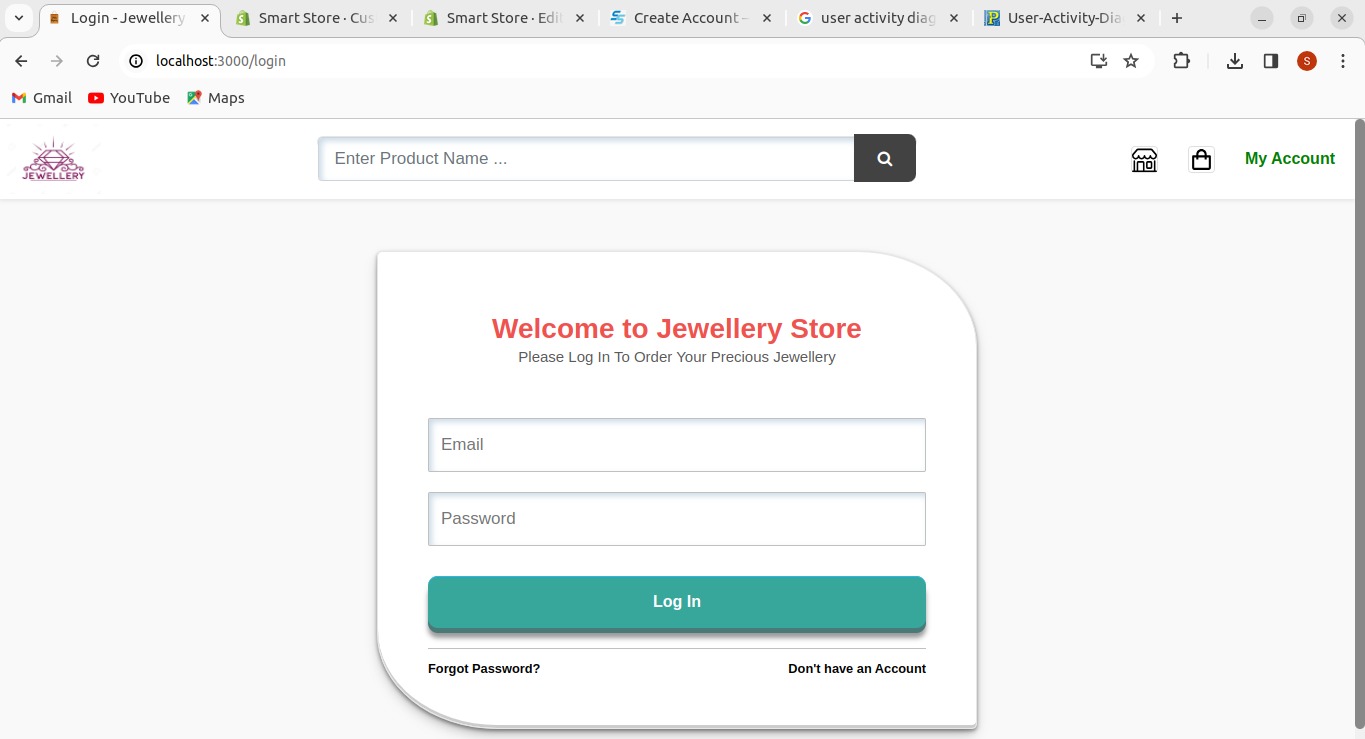 Login - Jewellery
Smart Store · Cus
Smart Store · Edi
Create Account –
user activity diag
User-Activity-Dia
localhost:3000/login
S
Gmail
YouTube
Maps
JEWELLERY
Enter Product Name ...
My Account
Welcome to Jewellery Store
Please Log In To Order Your Precious Jewellery
Email
Password
Log In
Forgot Password?
Don't have an Account